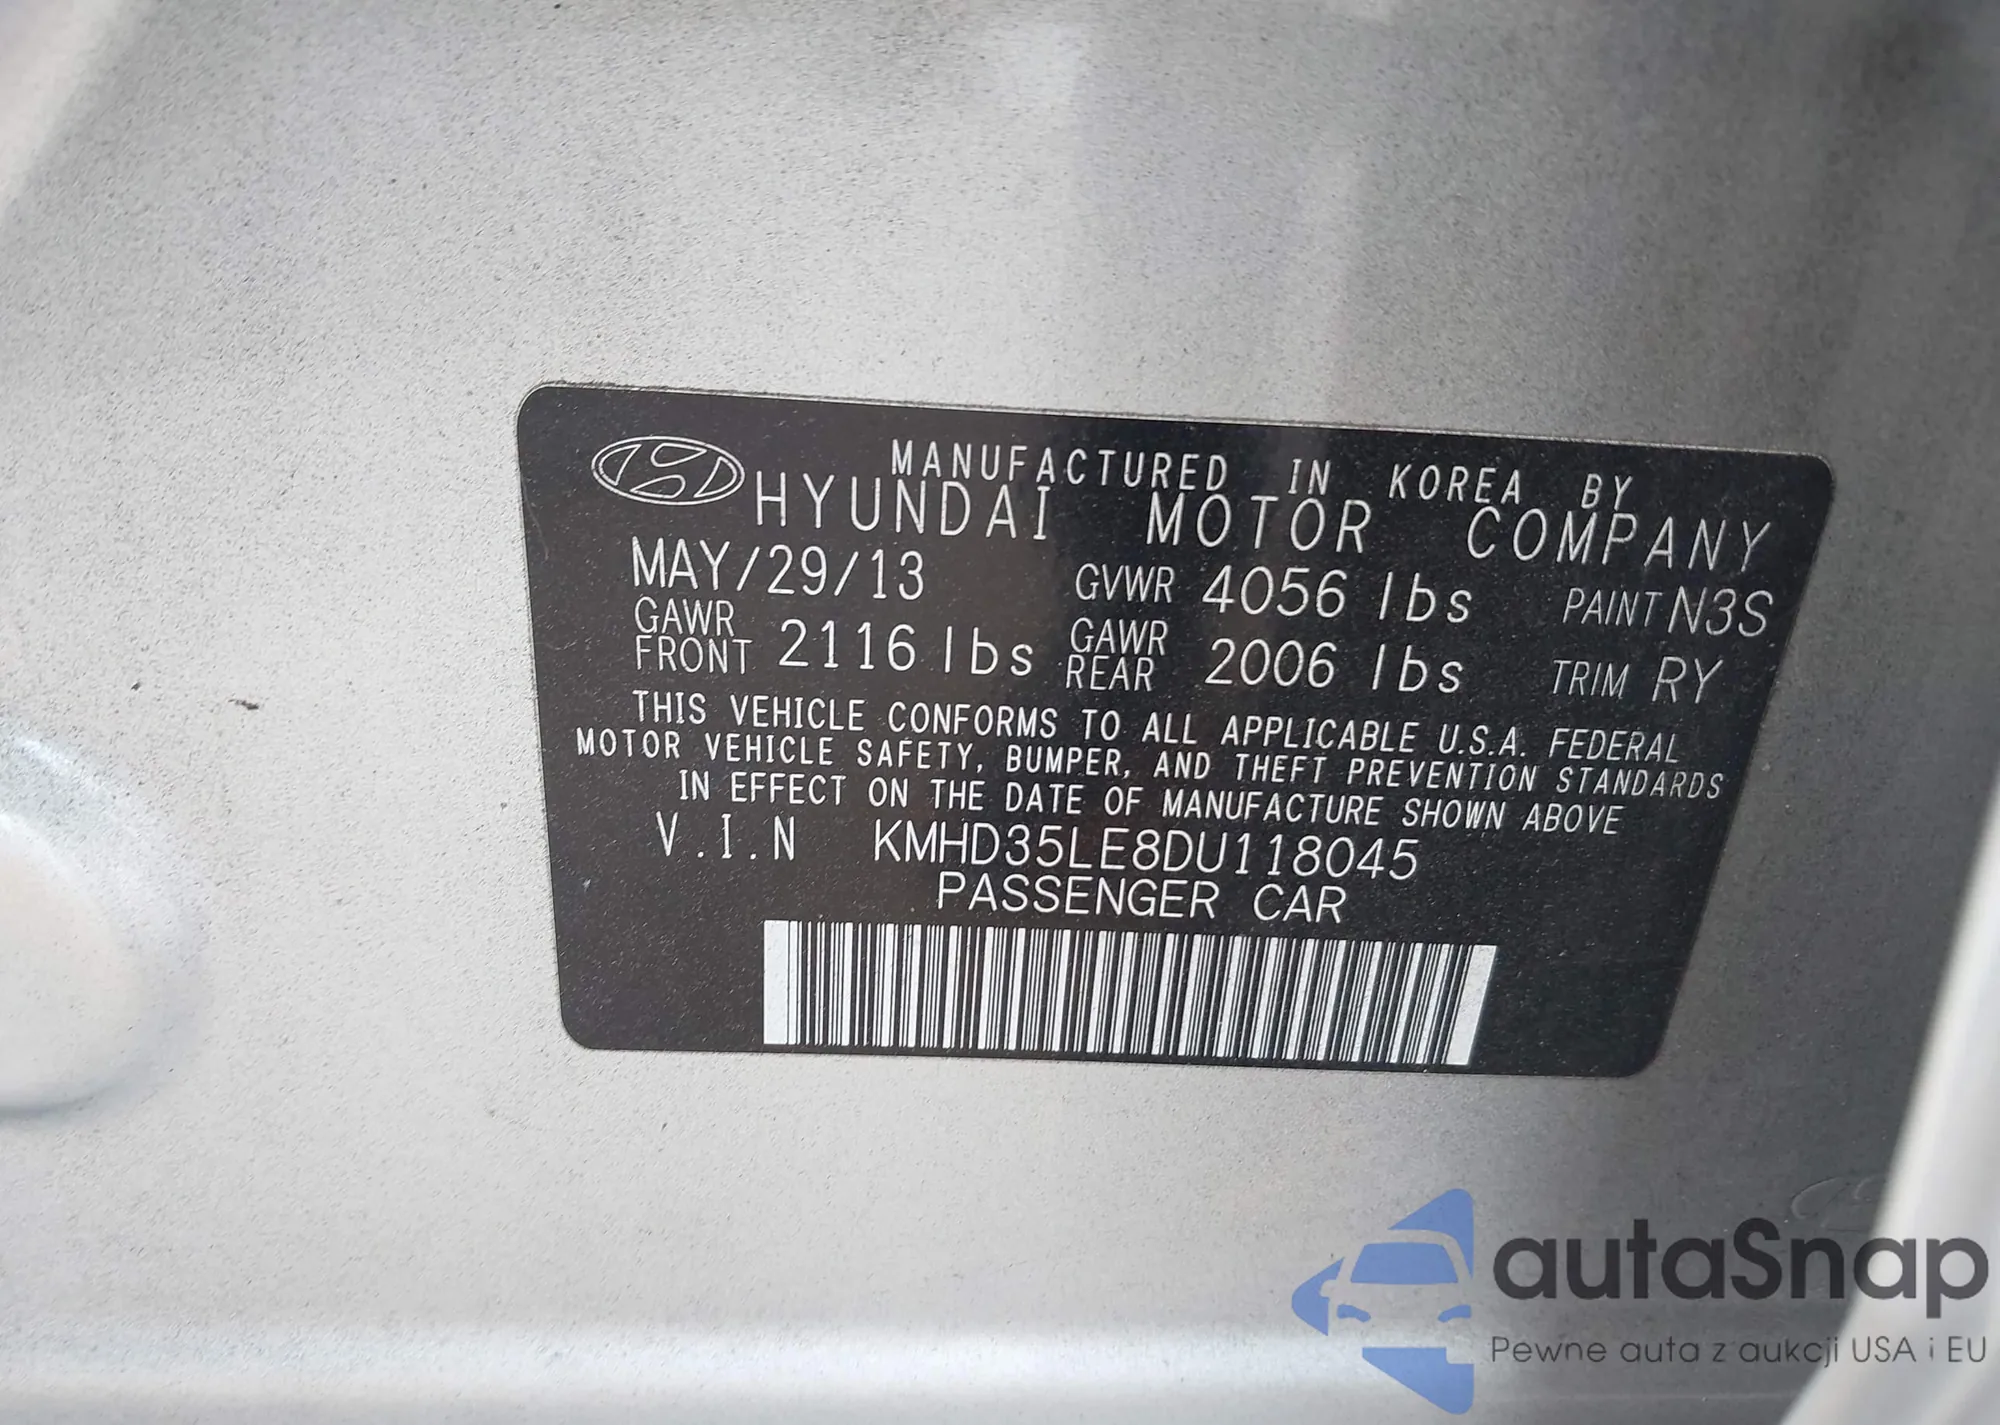 MANUFACTURED IN KOREA BY
HYUNDAI MOTOR COMPANY
MAY/29/13 GVWR 4056 lbs PAINT N3S
GAWR FRONT 2116 lbs GAWR REAR 2006 lbs TRIM RY
THIS VEHICLE CONFORMS TO ALL APPLICABLE U.S.A. FEDERAL
MOTOR VEHICLE SAFETY, BUMPER, AND THEFT PREVENTION STANDARDS
IN EFFECT ON THE DATE OF MANUFACTURE SHOWN ABOVE
V.I.N KMHD35LE8DU118045
PASSENGER CAR
autaSnap
Pewne auta z aukcji USA i EU